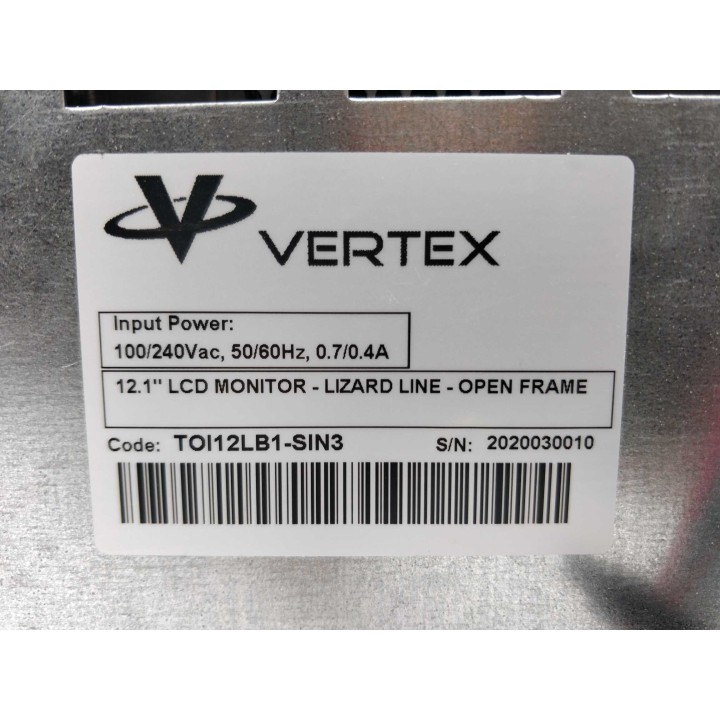 VERTEX
Input Power:
100/240Vac, 50/60Hz, 0.7/0.4A
12.1" LCD MONITOR - LIZARD LINE - OPEN FRAME
Code: TOI12LB1-SIN3 S/N: 2020030010